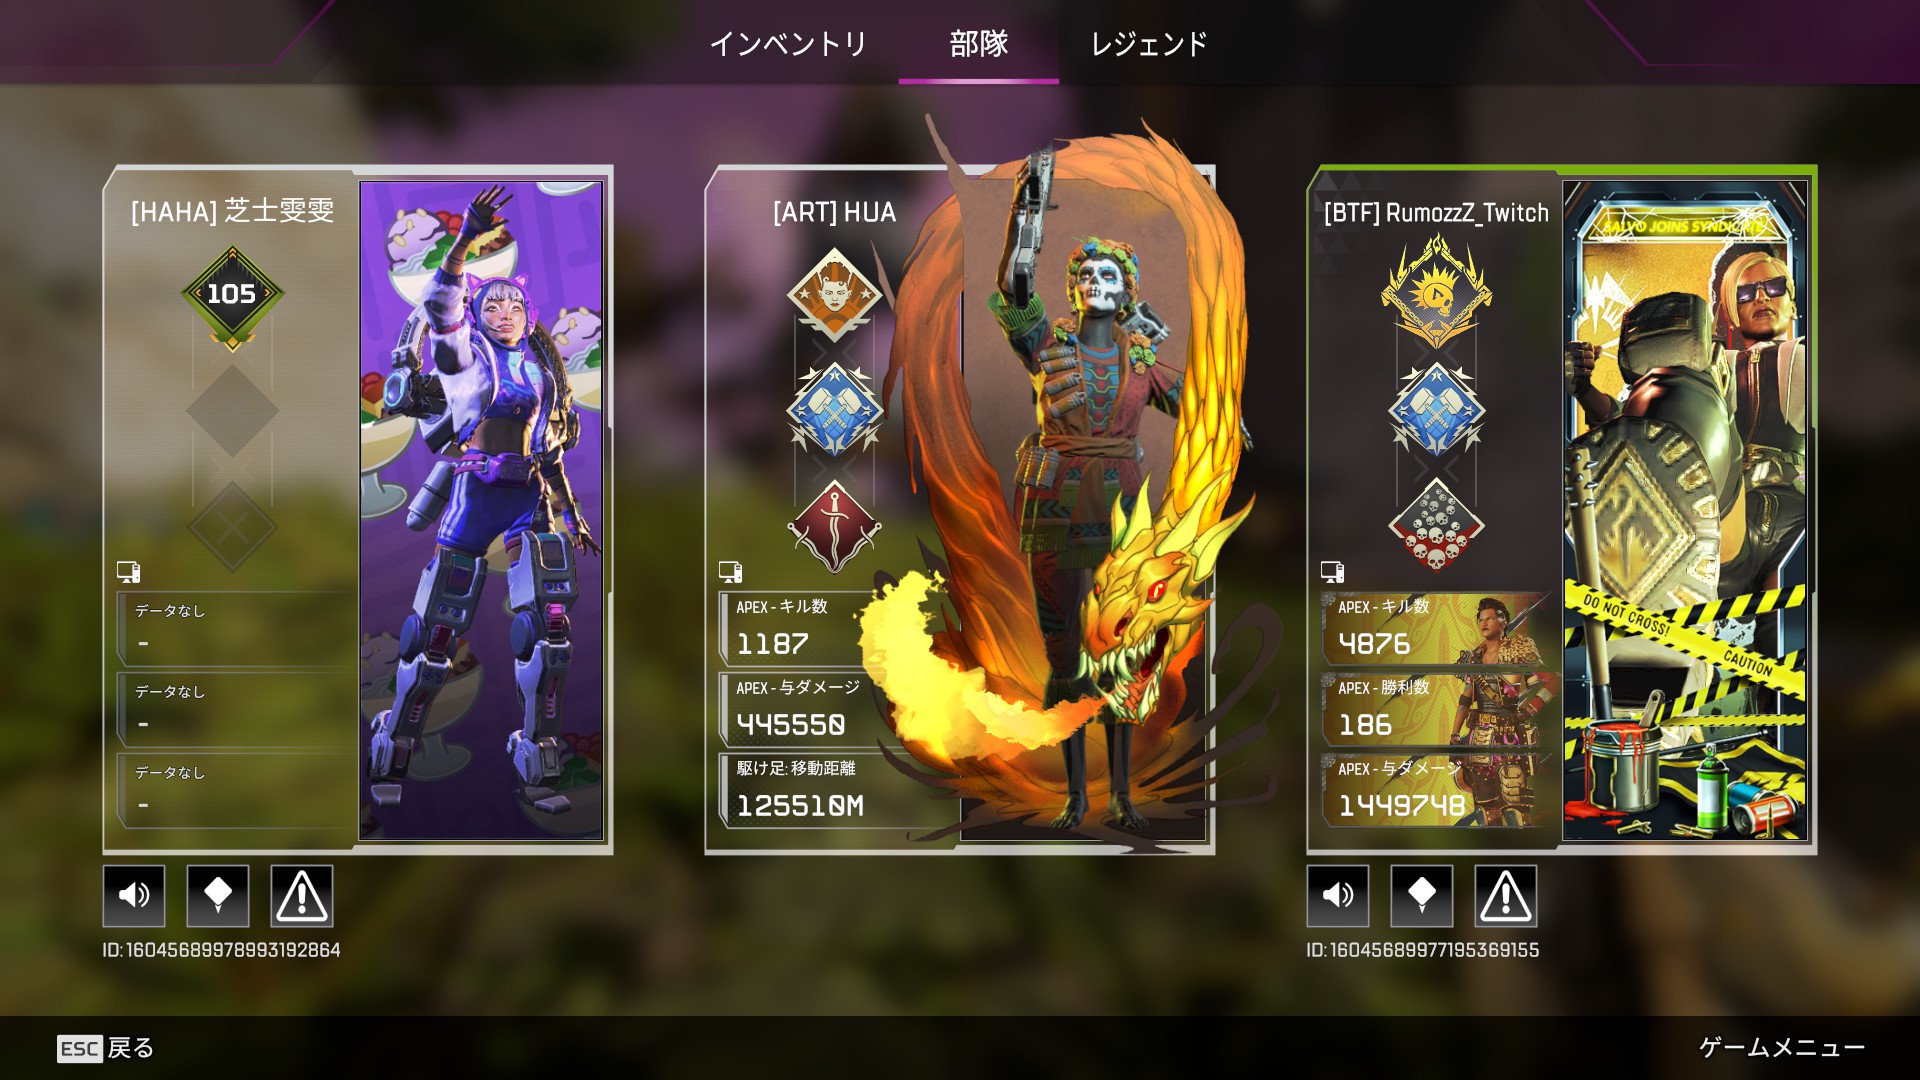 インベントリ
部隊
レジェンド
[HAHA] 芝士雯雯
105
データなし
-
データなし
-
データなし
-
ID: 16045689978993192864
[ART] HUA
APEX - キル数
1187
APEX - 与ダメージ
445550
駆け足: 移動距離
125510M
[BTF] RumozzZ_Twitch
4
APEX - キル数
4876
APEX - 勝利数
186
APEX - 与ダメージ
1449748
SALVO JOINS SYNDICATE
DO NOT CROSS!
CAUTION
ID: 16045689977195369155
ESC 戻る
ゲームメニュー